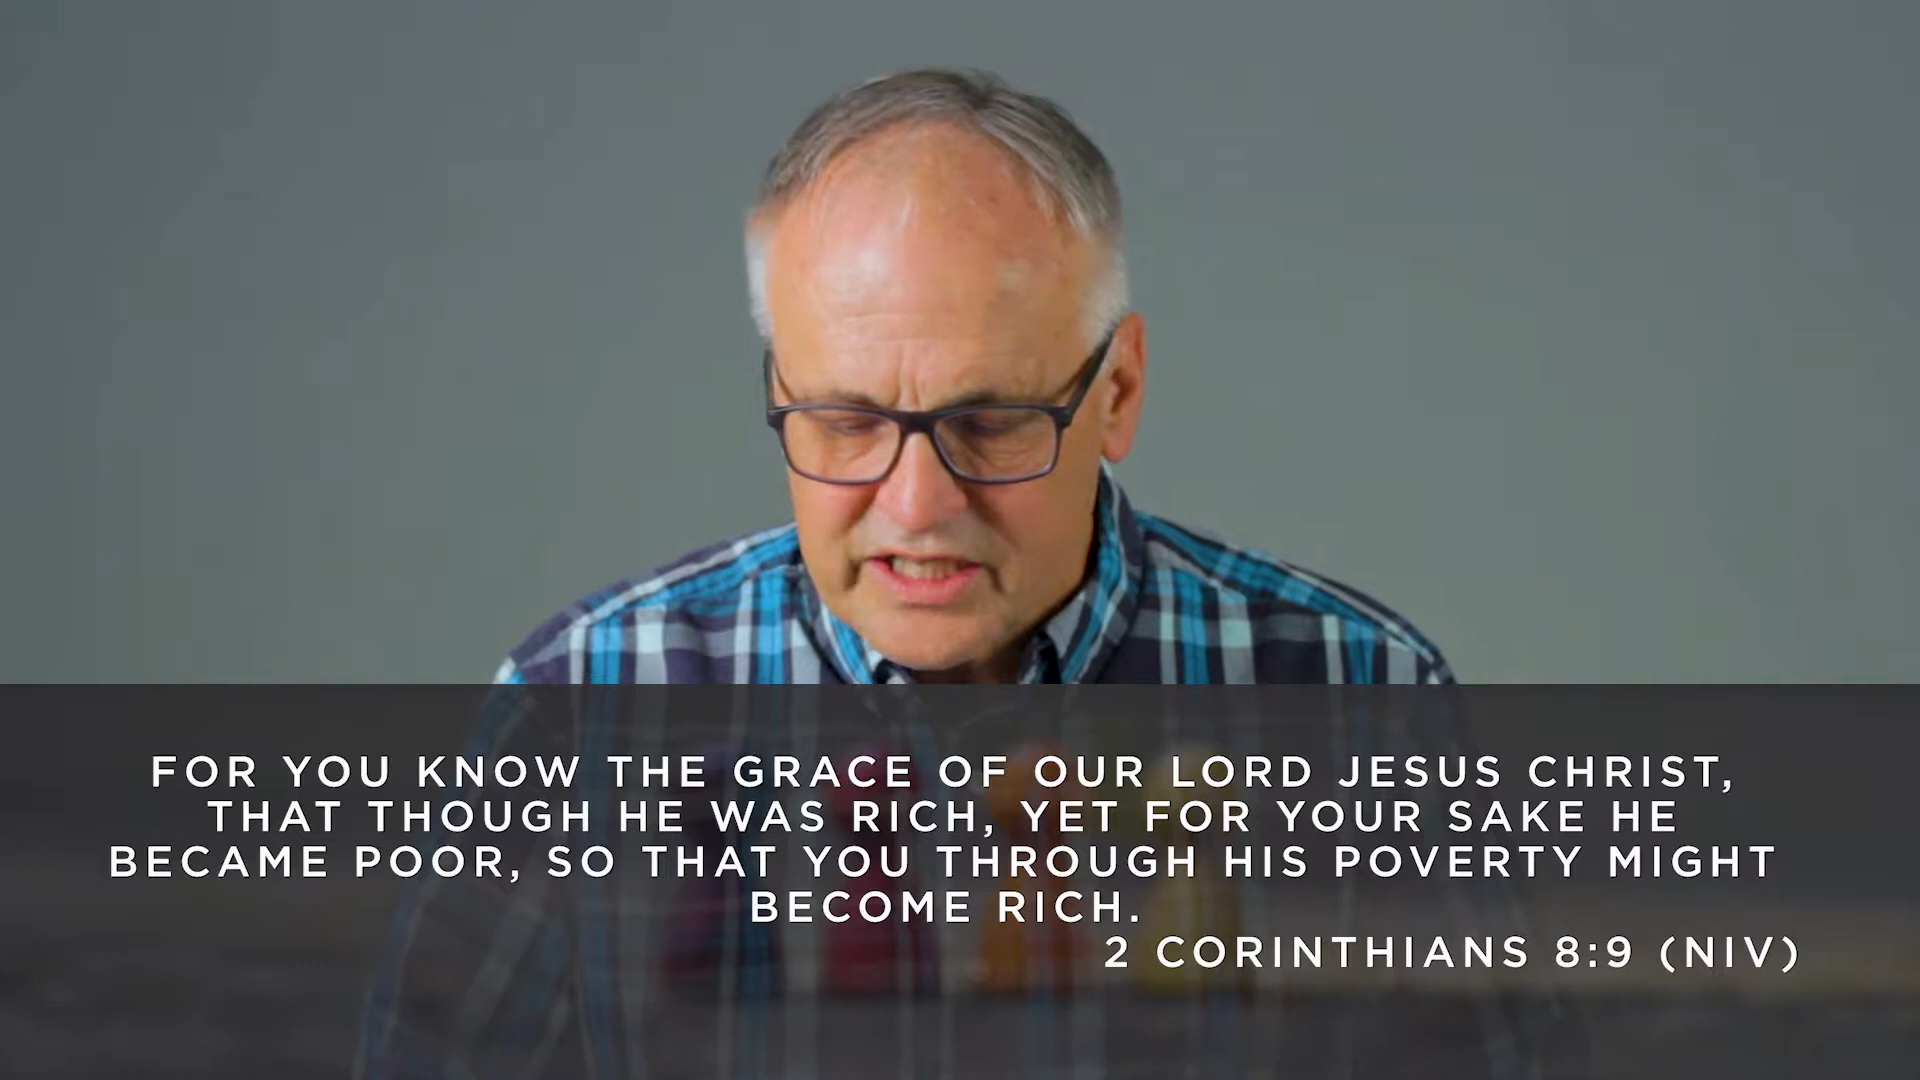 FOR YOU KNOW THE GRACE OF OUR LORD JESUS CHRIST,
THAT THOUGH HE WAS RICH, YET FOR YOUR SAKE HE
BECAME POOR, SO THAT YOU THROUGH HIS POVERTY MIGHT
BECOME RICH.
2 CORINTHIANS 8:9 (NIV)